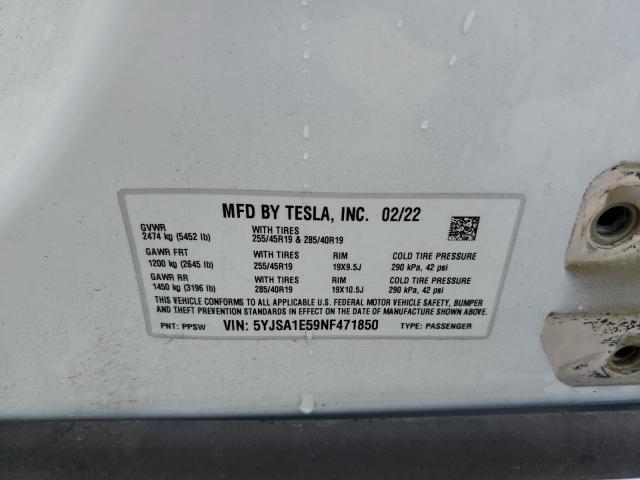 MFD BY TESLA, INC. 02/22
GVWR
2474 kg (5452 lb)
WITH TIRES
255/45R19 & 285/40R19
GAWR FRT
1200 kg (2645 lb)
WITH TIRES
255/45R19
RIM
19X9.5J
COLD TIRE PRESSURE
290 kPa, 42 psi
GAWR RR
1450 kg (3196 lb)
WITH TIRES
285/40R19
RIM
19X10.5J
COLD TIRE PRESSURE
290 kPa, 42 psi
THIS VEHICLE CONFORMS TO ALL APPLICABLE U.S. FEDERAL MOTOR VEHICLE SAFETY, BUMPER
AND THEFT PREVENTION STANDARDS IN EFFECT ON THE DATE OF MANUFACTURE SHOWN ABOVE.
PNT: PPSW VIN: 5YJSA1E59NF471850 TYPE: PASSENGER